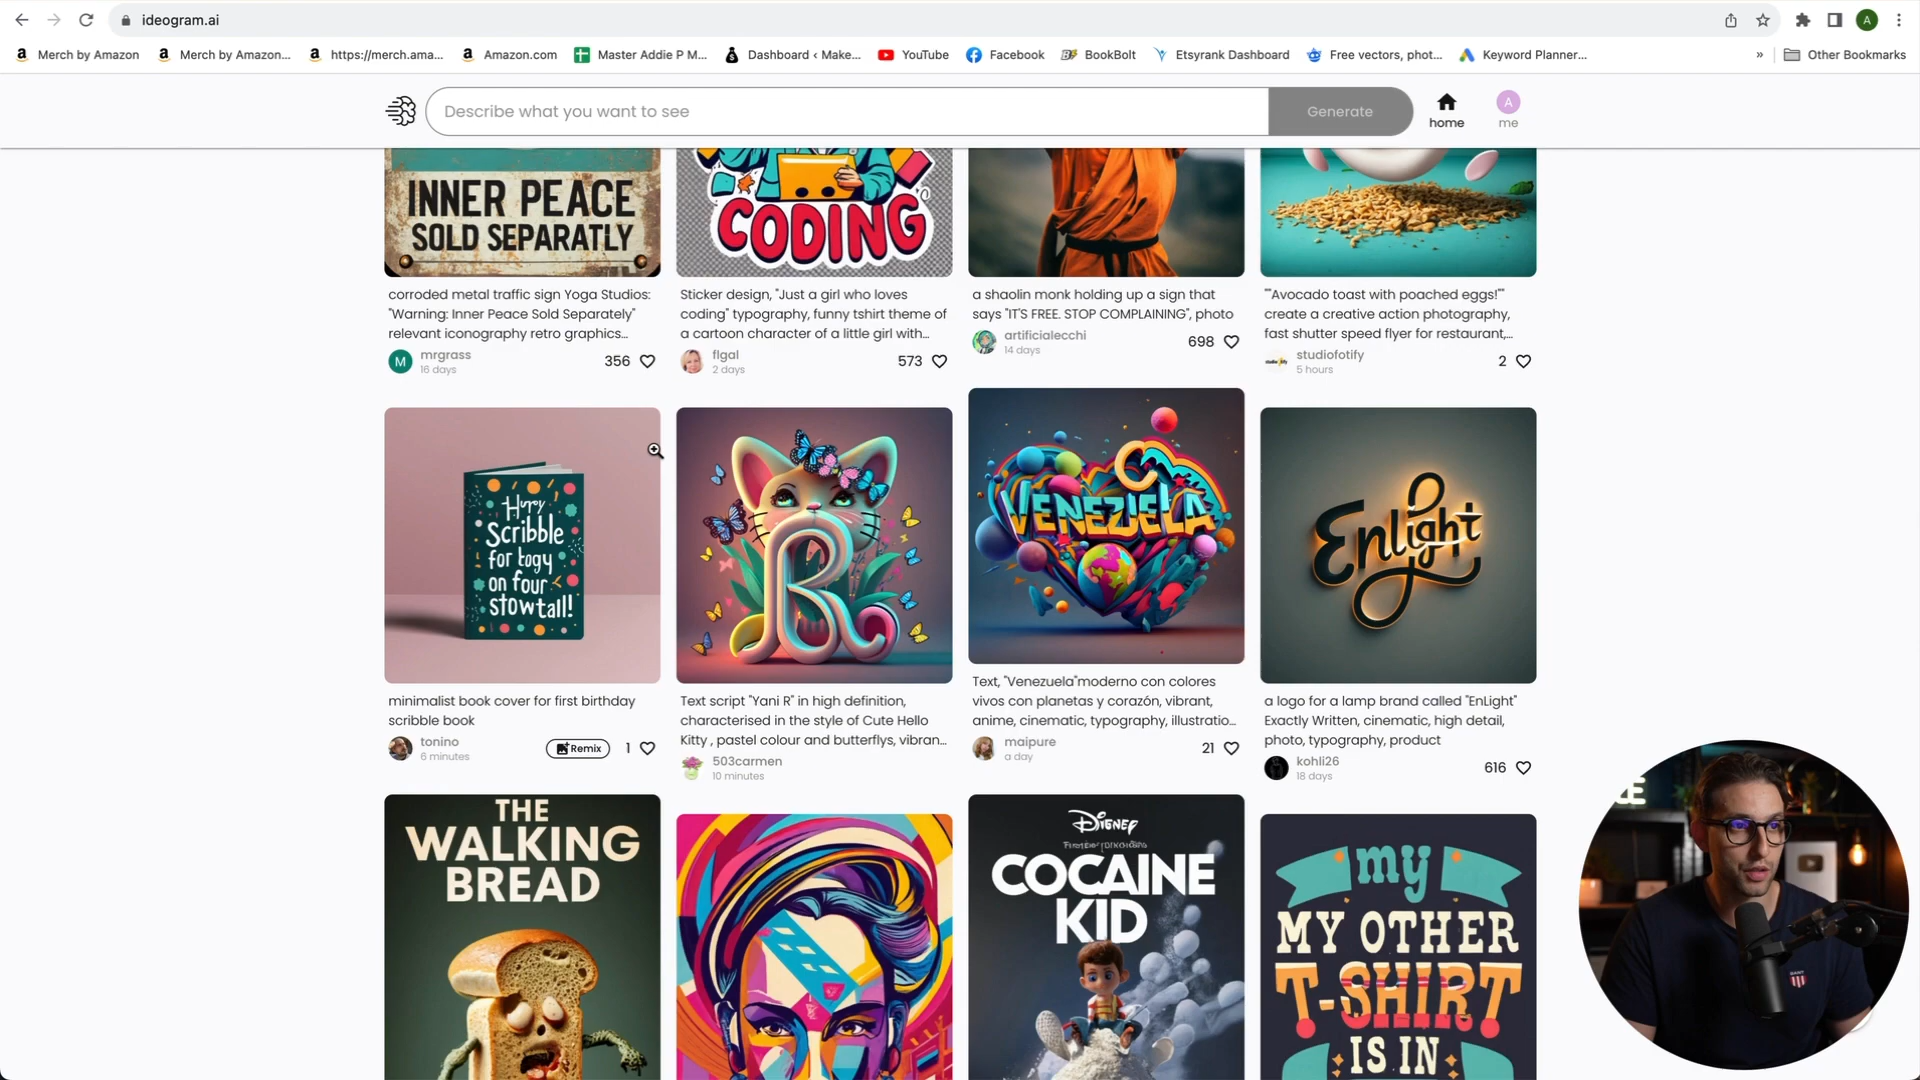 ideogram.ai
A
Merch by Amazon
Merch by Amazon...
https://merch.ama...
Amazon.com
Master Addie P M...
Dashboard ‹ Make...
YouTube
Facebook
BookBolt
Etsyrank Dashboard
Free vectors, phot...
Keyword Planner...
»
Other Bookmarks
Describe what you want to see
Generate
home
A
me
INNER PEACE
SOLD SEPARATLY
CODING
corroded metal traffic sign Yoga Studios:
"Warning: Inner Peace Sold Separately"
relevant iconography retro graphics...
M
mrgrass
16 days
356
Sticker design, "Just a girl who loves
coding" typography, funny tshirt theme of
a cartoon character of a little girl with...
flgal
2 days
573
a shaolin monk holding up a sign that
says "IT'S FREE. STOP COMPLAINING", photo
artificialecchi
14 days
698
""Avocado toast with poached eggs!""
create a creative action photography,
fast shutter speed flyer for restaurant,...
studiofotify
5 hours
2
Scribble
for togy
on four
stowtall!
R
VENEZUELA
Enlight
minimalist book cover for first birthday
scribble book
tonino
6 minutes
Remix
1
Text script "Yani R" in high definition,
characterised in the style of Cute Hello
Kitty , pastel colour and butterflys, vibran...
503carmen
10 minutes
Text, "Venezuela"moderno con colores
vivos con planetas y corazón, vibrant,
anime, cinematic, typography, illustratio...
maipure
a day
21
a logo for a lamp brand called "EnLight"
Exactly Written, cinematic, high detail,
photo, typography, product
kohli26
18 days
616
THE
WALKING
BREAD
COCAINE
KID
my
MY OTHER
T-SHIRT
IS IN